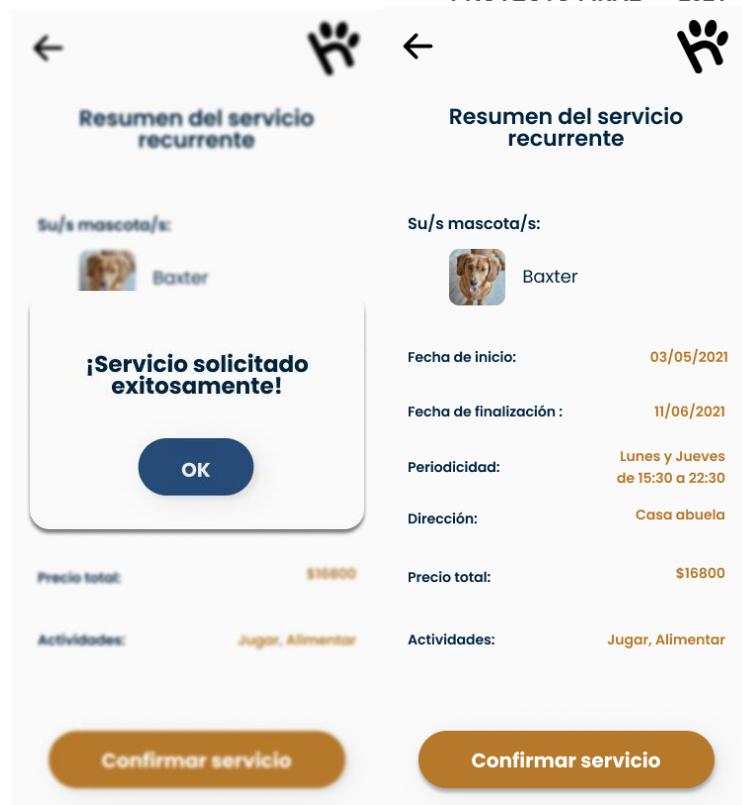 Resumen del servicio
recurrente
Su/s mascota/s:
Baxter
¡Servicio solicitado
exitosamente!
OK
Precio total: $16800
Actividades: Jugar, Alimentar
Confirmar servicio
Resumen del servicio
recurrente
Su/s mascota/s:
Baxter
Fecha de inicio: 03/05/2021
Fecha de finalización : 11/06/2021
Periodicidad: Lunes y Jueves
de 15:30 a 22:30
Dirección: Casa abuela
Precio total: $16800
Actividades: Jugar, Alimentar
Confirmar servicio